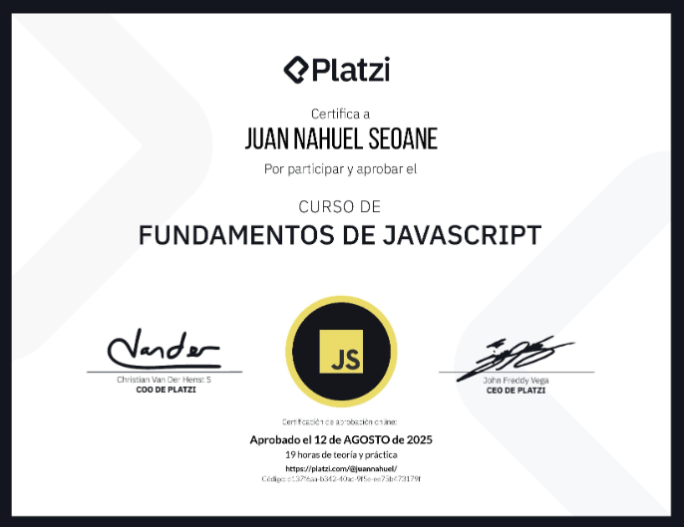 Platzi
Certifica a
JUAN NAHUEL SEOANE
Por participar y aprobar el
CURSO DE
FUNDAMENTOS DE JAVASCRIPT
JS
Christian Van Der Henst S
COO DE PLATZI
John Freddy Vega
CEO DE PLATZI
Certificación de aprobación online:
Aprobado el 12 de AGOSTO de 2025
19 horas de teoría y práctica
https://platzi.com/@juannahuel/
Código: